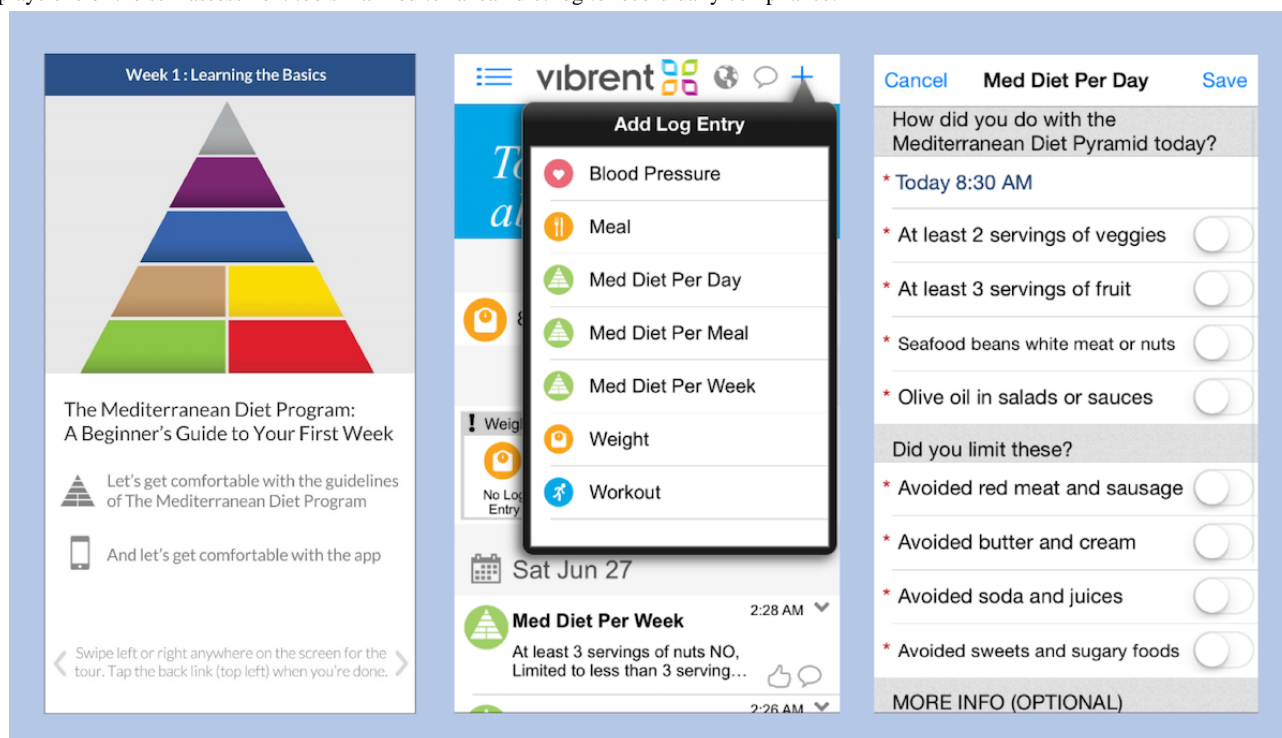 Week 1 : Learning the Basics
The Mediterranean Diet Program:
A Beginner's Guide to Your First Week
Let's get comfortable with the guidelines
of The Mediterranean Diet Program
And let's get comfortable with the app
Swipe left or right anywhere on the screen for the
tour. Tap the back link (top left) when you're done.
vibrent
Add Log Entry
Blood Pressure
Meal
Med Diet Per Day
Med Diet Per Meal
Med Diet Per Week
Weight
Workout
! Weig
No Log
Entry
Sat Jun 27
Med Diet Per Week 2:28 AM
At least 3 servings of nuts NO,
Limited to less than 3 serving...
2:26 AM
Cancel Med Diet Per Day Save
How did you do with the
Mediterranean Diet Pyramid today?
* Today 8:30 AM
* At least 2 servings of veggies
* At least 3 servings of fruit
* Seafood beans white meat or nuts
* Olive oil in salads or sauces
Did you limit these?
* Avoided red meat and sausage
* Avoided butter and cream
* Avoided soda and juices
* Avoided sweets and sugary foods
MORE INFO (OPTIONAL)